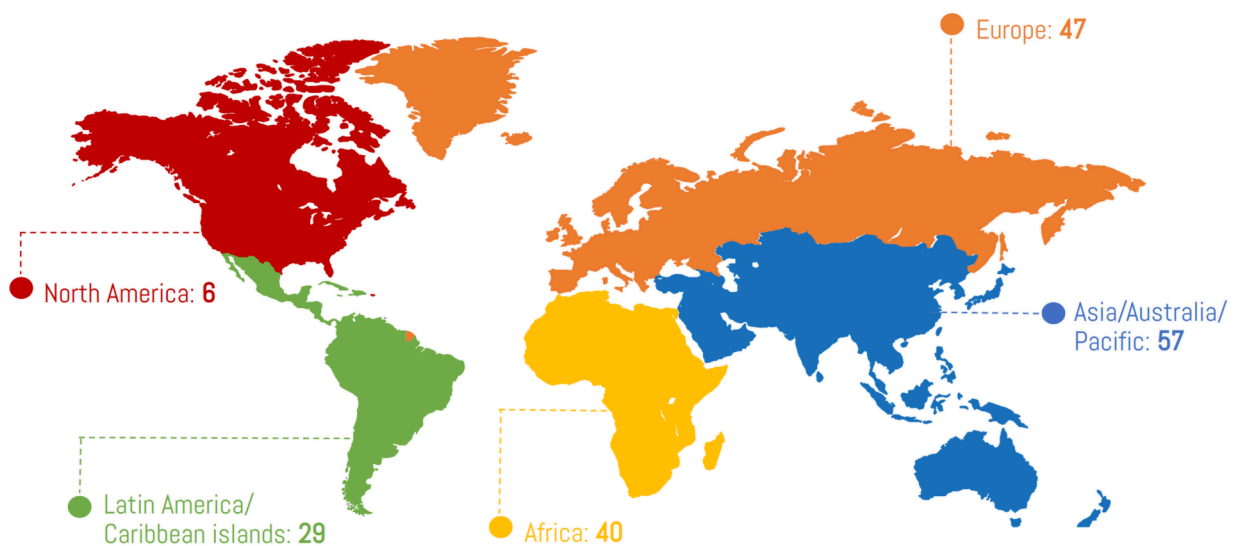 Europe: 47
North America: 6
Asia/Australia/
Pacific: 57
Latin America/
Caribbean islands: 29
Africa: 40